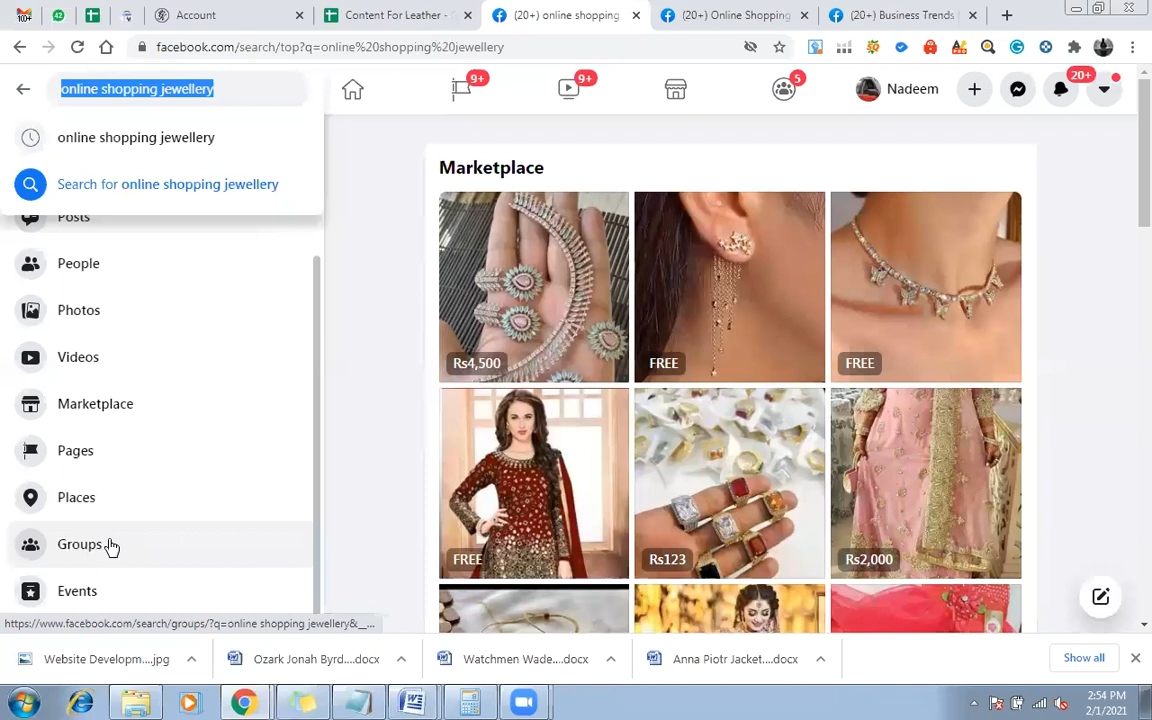 100+
Account
Content For Leather -
(20+) online shopping
(20+) Online Shopping
(20+) Business Trends |
facebook.com/search/top?q=online%20shopping%20jewellery
online shopping jewellery
9+
9+
5
Nadeem
20+
online shopping jewellery
Search for online shopping jewellery
Posts
People
Photos
Videos
Marketplace
Pages
Places
Groups
Events
Marketplace
Rs4,500
FREE
FREE
FREE
Rs123
Rs2,000
https://www.facebook.com/search/groups/?q=online shopping jewellery&__...
Website Developm....jpg
Ozark Jonah Byrd....docx
Watchmen Wade....docx
Anna Piotr Jacket....docx
Show all
2:54 PM
2/1/2021